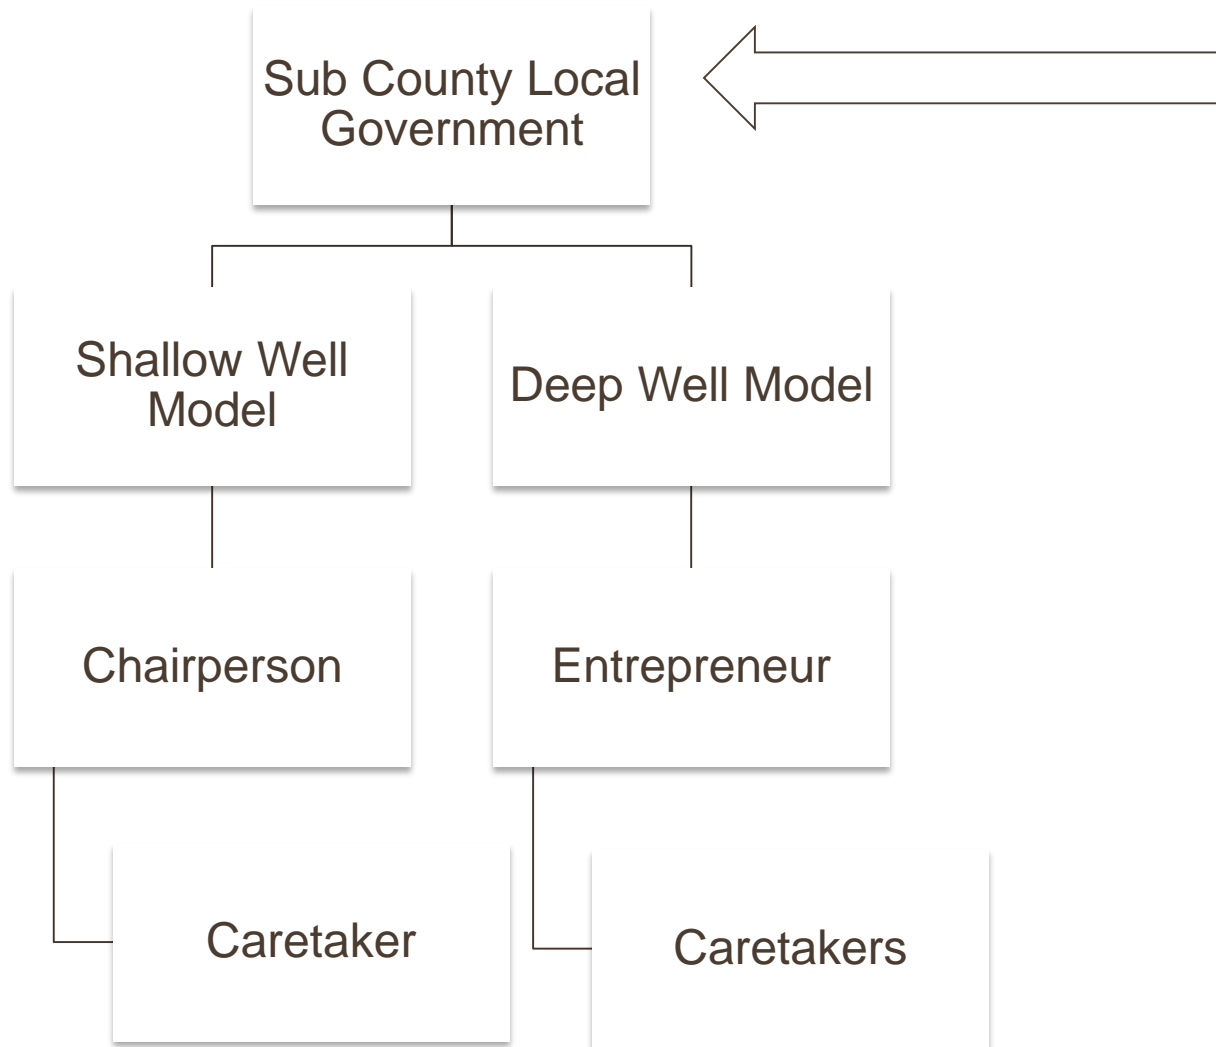 Sub County Local
Government
Shallow Well
Model
Deep Well Model
Chairperson
Entrepreneur
Caretaker
Caretakers